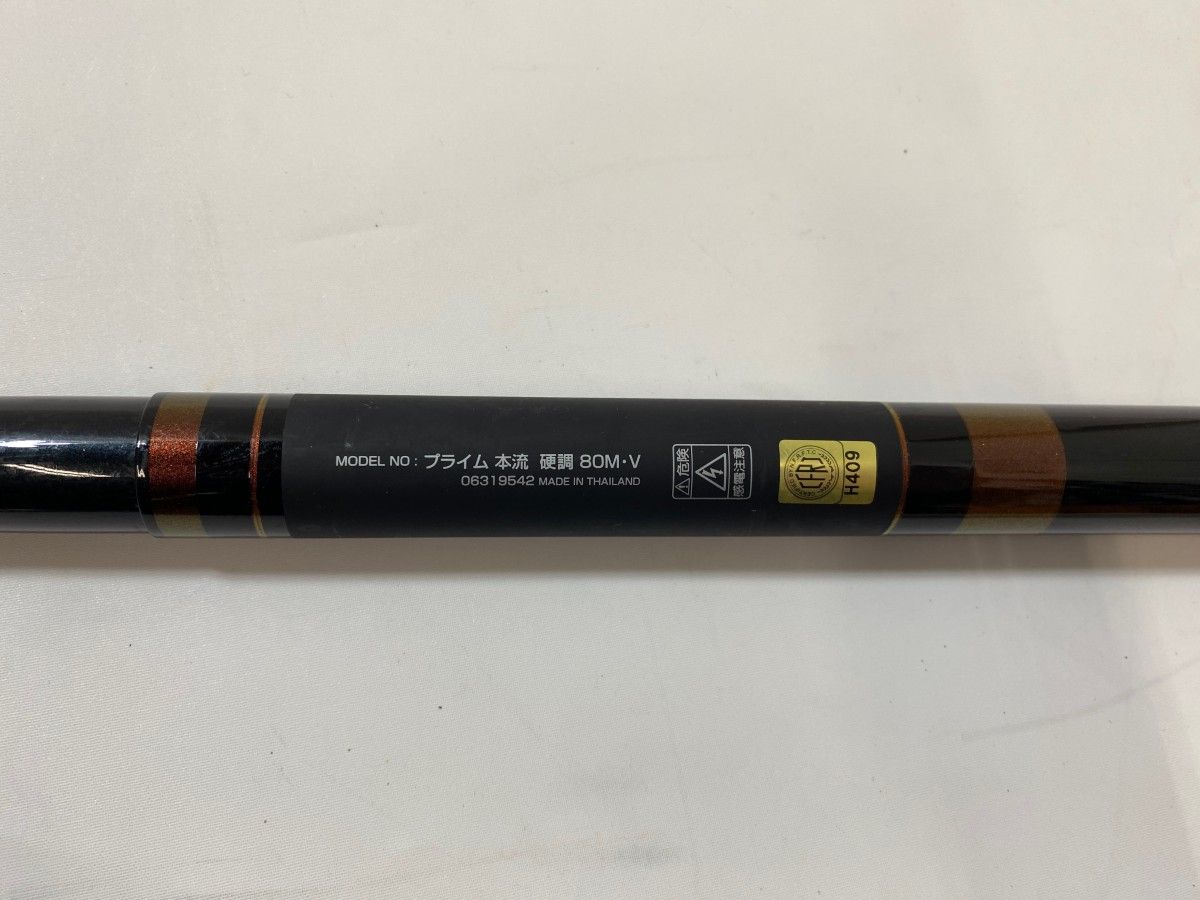 MODEL NO : プライム 本流 硬調 80M・V
06319542 MADE IN THAILAND
危険
感電注意
CFRT
H409